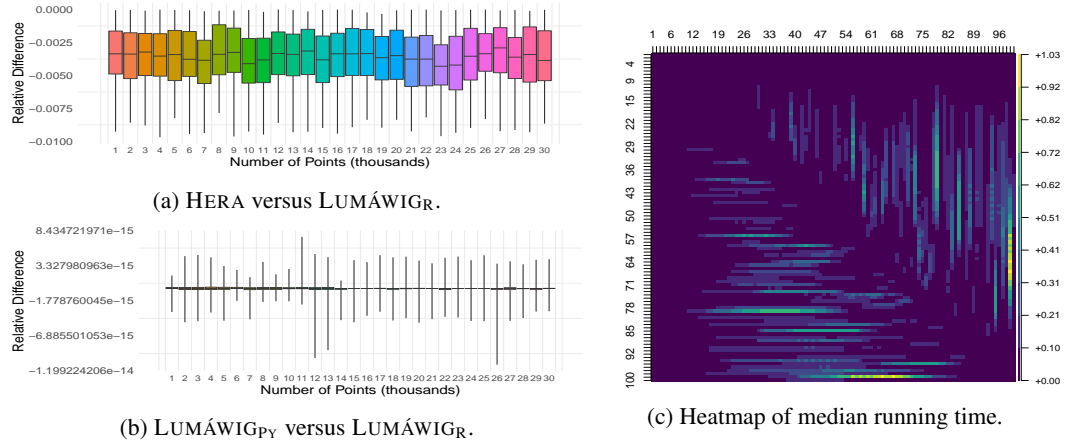 0.0000
−0.0025
−0.0050
−0.0075
−0.0100
Relative Difference
1 2 3 4 5 6 7 8 9 10 11 12 13 14 15 16 17 18 19 20 21 22 23 24 25 26 27 28 29 30
Number of Points (thousands)
(a) HERA versus LUMÁWIGR.
8.434721971e−15
3.327980963e−15
−1.778760045e−15
−6.885501053e−15
−1.199224206e−14
Relative Difference
1 2 3 4 5 6 7 8 9 10 11 12 13 14 15 16 17 18 19 20 21 22 23 24 25 26 27 28 29 30
Number of Points (thousands)
(b) LUMÁWIGPY versus LUMÁWIGR.
1 6 12 19 26 33 40 47 54 61 68 75 82 89 96
4
9
15
22
29
36
43
50
57
64
71
78
85
92
100
+1.03
+0.92
+0.82
+0.72
+0.62
+0.51
+0.41
+0.31
+0.21
+0.10
+0.00
(c) Heatmap of median running time.